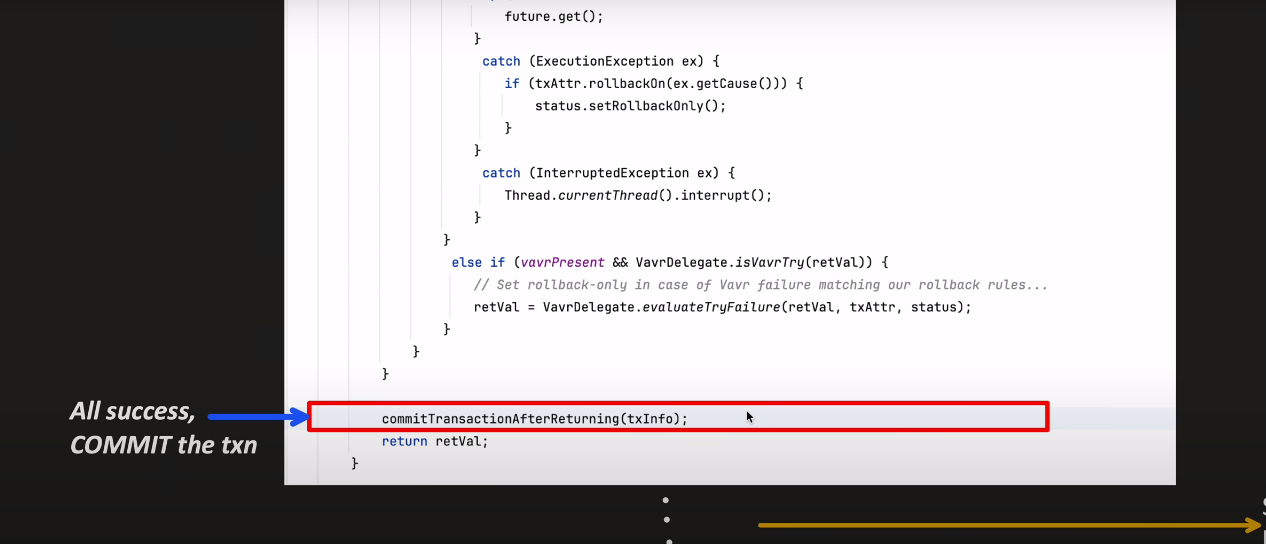 future.get();
}
catch (ExecutionException ex) {
if (txAttr.rollbackOn(ex.getCause())) {
status.setRollbackOnly();
}
}
catch (InterruptedException ex) {
Thread.currentThread().interrupt();
}
}
else if (vavrPresent && VavrDelegate.isVavrTry(retVal)) {
// Set rollback-only in case of Vavr failure matching our rollback rules...
retVal = VavrDelegate.evaluateTryFailure(retVal, txAttr, status);
}
}
}
All success,
COMMIT the txn
commitTransactionAfterReturning(txInfo);
return retVal;
}